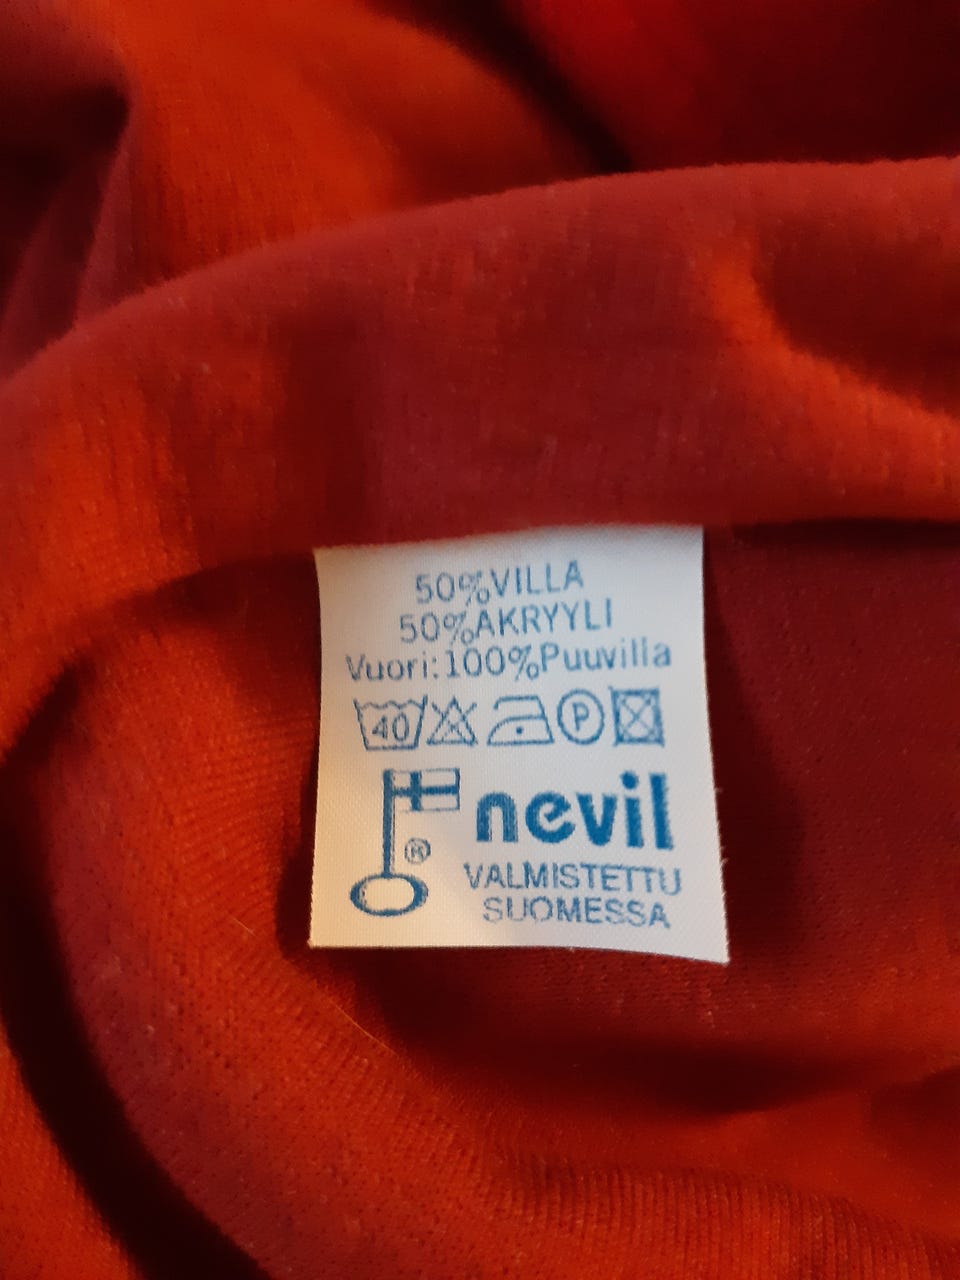 50%VILLA
50%AKRYYLI
Vuori:100%Puuvilla
40 P
nevil
®
VALMISTETTU
SUOMESSA